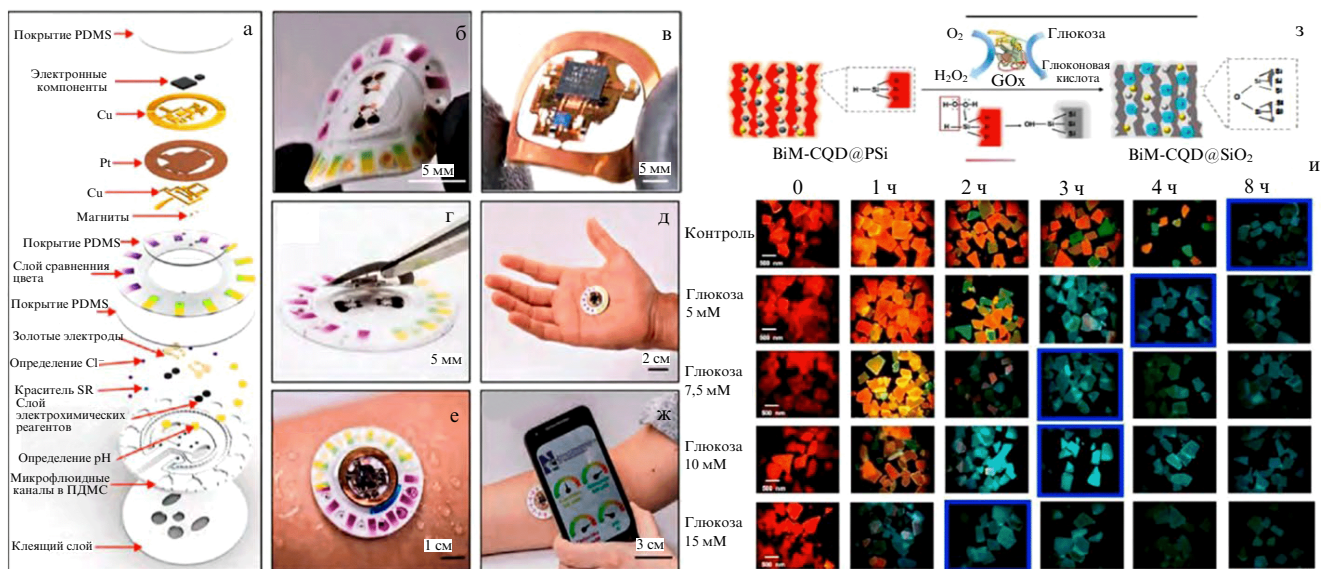 а
Покрытие PDMS
Электронные
компоненты
Cu
Pt
Cu
Магниты
Покрытие PDMS
Слой сравнения
цвета
Покрытие PDMS
Золотые электроды
Определение Cl⁻
Краситель SR
Слой
электрохимических
реагентов
Определение pH
Микрофлюидные
каналы в ПДМС
Клеящий слой
б
5 мм
в
5 мм
г
5 мм
д
2 см
е
1 см
ж
3 см
з
O₂
Глюкоза
H₂O₂
GOx
Глюконовая
кислота
BiM-CQD@PSi
BiM-CQD@SiO₂
и
0
1 ч
2 ч
3 ч
4 ч
8 ч
Контроль
Глюкоза
5 мМ
Глюкоза
7,5 мМ
Глюкоза
10 мМ
Глюкоза
15 мМ